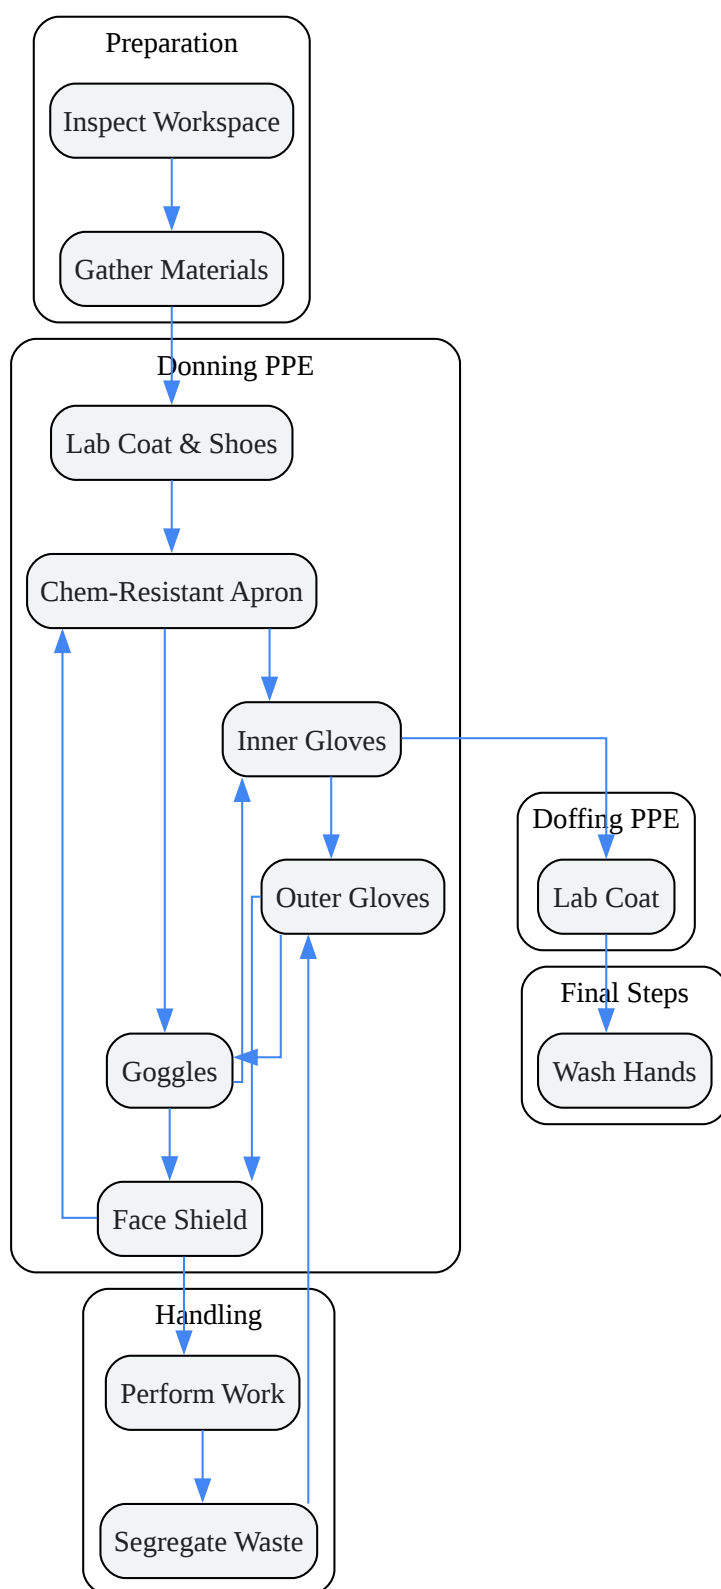 Preparation
Inspect Workspace
Gather Materials
Donning PPE
Lab Coat & Shoes
Chem-Resistant Apron
Inner Gloves
Outer Gloves
Goggles
Face Shield
Doffing PPE
Lab Coat
Final Steps
Wash Hands
Handling
Perform Work
Segregate Waste